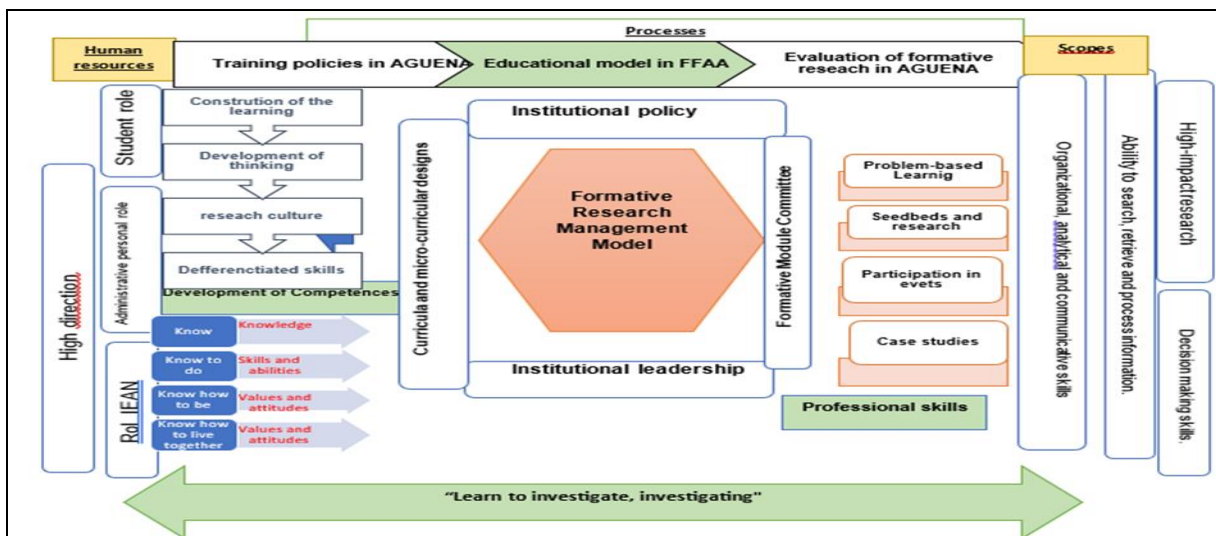 Processes
Human
resources
Training policies in AGUENA
Educational model in FFAA
Evaluation of formative
reseach in AGUENA
Scopes
High direction
Student role
Administrative personal role
Rol IEAN
Constrution of the
learning
Development of
thinking
reseach culture
Defferenctiated skills
Development of Competences
Know
Knowledge
Know to
do
Skills and
abilities
Know how
to be
Values and
attitudes
Know how
to live
together
Values and
attitudes
Curricula and micro-curricular designs
Institutional policy
Formative
Research
Management
Model
Institutional leadership
Formative Module Committee
Problem-based
Learnig
Seedbeds and
research
Participation in
evets
Case studies
Professional skills
Organizational, analytical and communicative skills
Ability to search, retrieve and process information.
High-impactresearch
Decision making skills.
“Learn to investigate, investigating"